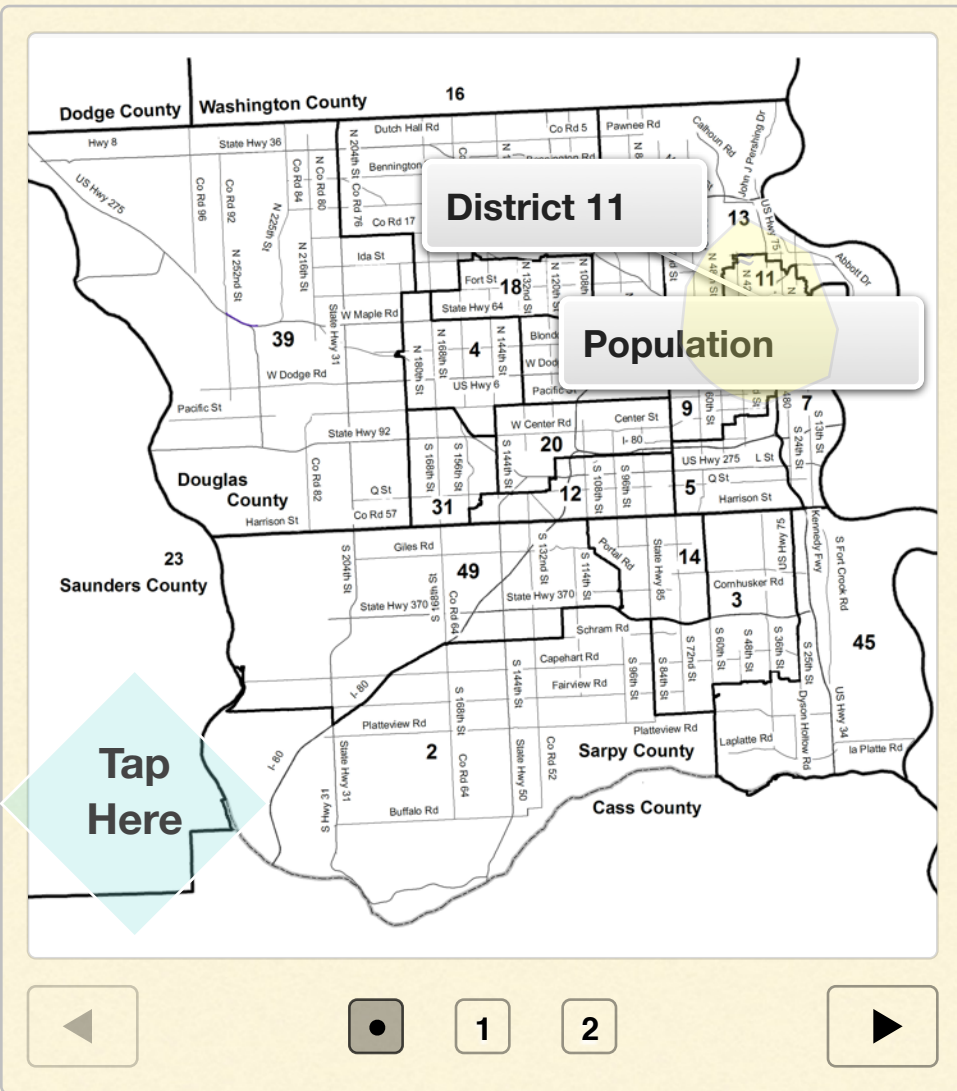 16
Dodge County
Washington County
Hwy 8
State Hwy 36
Dutch Hall Rd
Co Rd 5
Pawnee Rd
Calhoun Rd
John J Pershing Dr
US Hwy 275
Co Rd 96
Co Rd 92
N 252nd St
N 225th St
Co Rd 84
N 216th St
N Co Rd 80
N 204th St
Co Rd 76
Bennington
Co Rd 17
District 11
13
US Hwy 75
Abbott Dr
Ida St
Fort St
18
N 132nd St
N 120th St
N 108th
11
State Hwy 64
W Maple Rd
State Hwy 31
39
N 180th St
N 168th St
4
N 144th St
Population
W Dodge Rd
US Hwy 6
Pacific St
W Center Rd
Center St
9
60th St
7
480
S 13th St
S 24th St
State Hwy 92
20
I- 80
US Hwy 275
L St
Q St
Harrison St
5
Douglas
County
Co Rd 82
Q St
Co Rd 57
Harrison St
S 168th St
S 156th St
31
S 144th St
12
S 108th St
S 96th St
23
Saunders County
S 204th St
Giles Rd
49
State Hwy 370
S 168th St
Co Rd 64
S 132nd St
State Hwy 370
S 114th St
Portal Rd
State Hwy 85
14
US Hwy 75
Cornhusker Rd
3
Kennedy Fwy
S Fort Crook Rd
45
Schram Rd
Capehart Rd
Fairview Rd
S 96th St
S 84th St
S 72nd St
S 60th St
S 48th St
S 36th St
S 25th St
I-80
S 168th St
S 144th St
Platteview Rd
Platteview Rd
2
I-80
State Hwy 31
S Hwy 31
Co Rd 64
State Hwy 50
Co Rd 52
Sarpy County
Laplatte Rd
Dyson Hollow Rd
US Hwy 34
la Platte Rd
Buffalo Rd
Cass County
Tap
Here
1
2